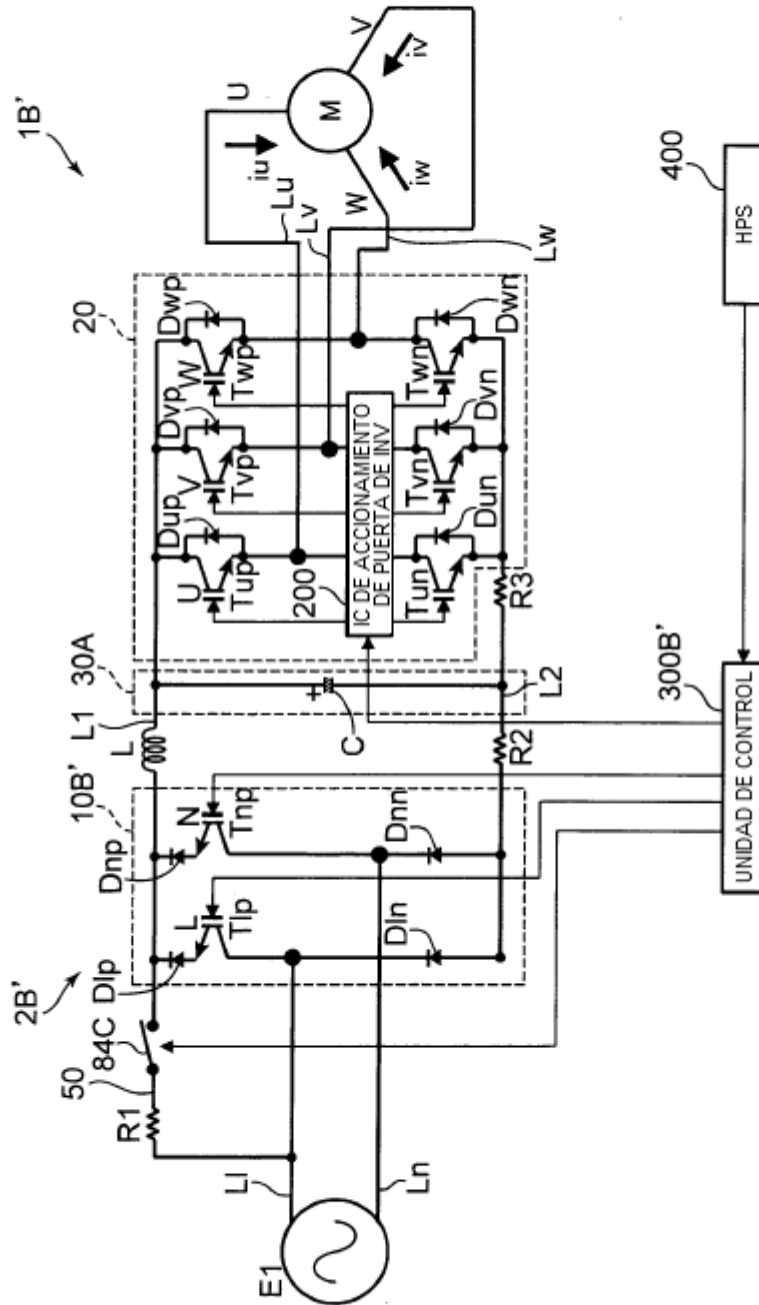 1B'
2B'
E1
Ll
Ln
R1
50
84C
10B'
Dlp
L
Tlp
Dln
Dnp
N
Tnp
Dnn
L
L1
30A
+
C
R2
L2
R3
20
U
Tup
Dup
V
Tvp
Dvp
W
Twp
Dwp
200
IC DE ACCIONAMIENTO
DE PUERTA DE INV
Tun
Dun
Tvn
Dvn
Twn
Dwn
Lu
Lv
Lw
iu
iv
iw
U
V
W
M
300B'
UNIDAD DE CONTROL
400
HPS